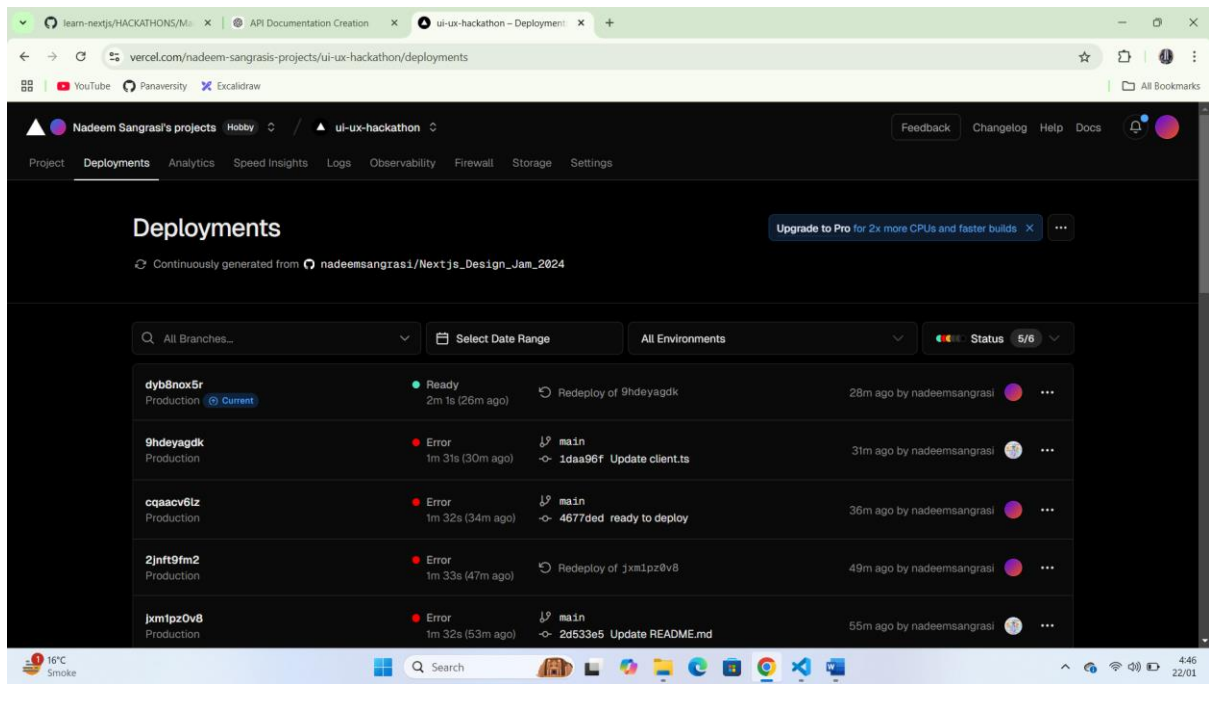 learn-nextjs/HACKATHONS/Ma
API Documentation Creation
ui-ux-hackathon – Deployment
vercel.com/nadeem-sangrasis-projects/ui-ux-hackathon/deployments
YouTube Panaversity Excalidraw All Bookmarks
Nadeem Sangrasi's projects Hobby / ui-ux-hackathon Feedback Changelog Help Docs
Project Deployments Analytics Speed Insights Logs Observability Firewall Storage Settings
Deployments
Upgrade to Pro for 2x more CPUs and faster builds
Continuously generated from nadeemsangrasi/Nextjs_Design_Jam_2024
All Branches... Select Date Range All Environments Status 5/6
dyb8nox5r Ready
Production Current 2m 1s (26m ago) Redeploy of 9hdeyagdk 28m ago by nadeemsangrasi
9hdeyagdk Error main
Production 1m 31s (30m ago) 1daa96f Update client.ts 31m ago by nadeemsangrasi
cqaacv6lz Error main
Production 1m 32s (34m ago) 4677ded ready to deploy 36m ago by nadeemsangrasi
2jnft9fm2 Error
Production 1m 33s (47m ago) Redeploy of jxm1pz0v8 49m ago by nadeemsangrasi
jxm1pz0v8 Error main
Production 1m 32s (53m ago) 2d533e5 Update README.md 55m ago by nadeemsangrasi
1
16°C
Smoke
Search
4:46
22/01